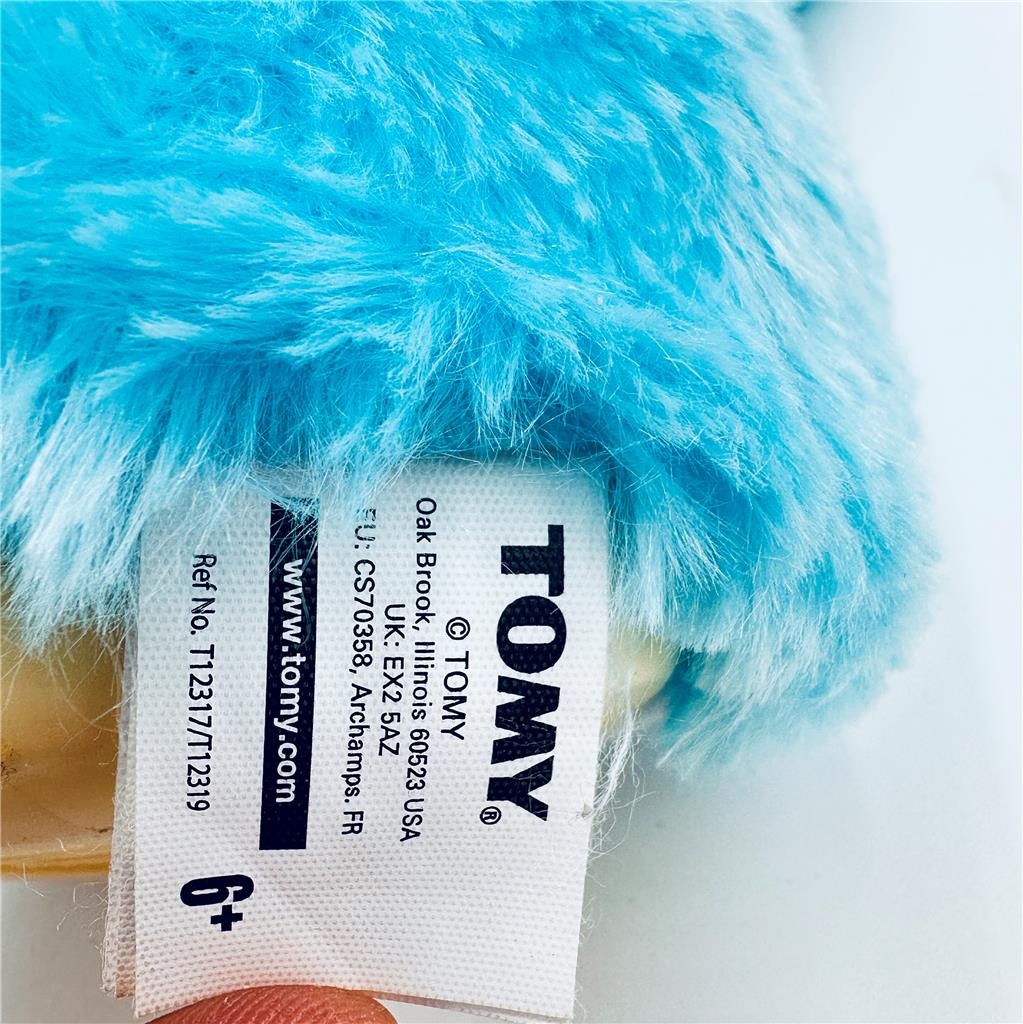 TOMY®
© TOMY
Oak Brook, Illinois 60523 USA
UK: EX2 5AZ
EU: CS70358, Archamps. FR
www.tomy.com
Ref No. T12317/T12319
6+